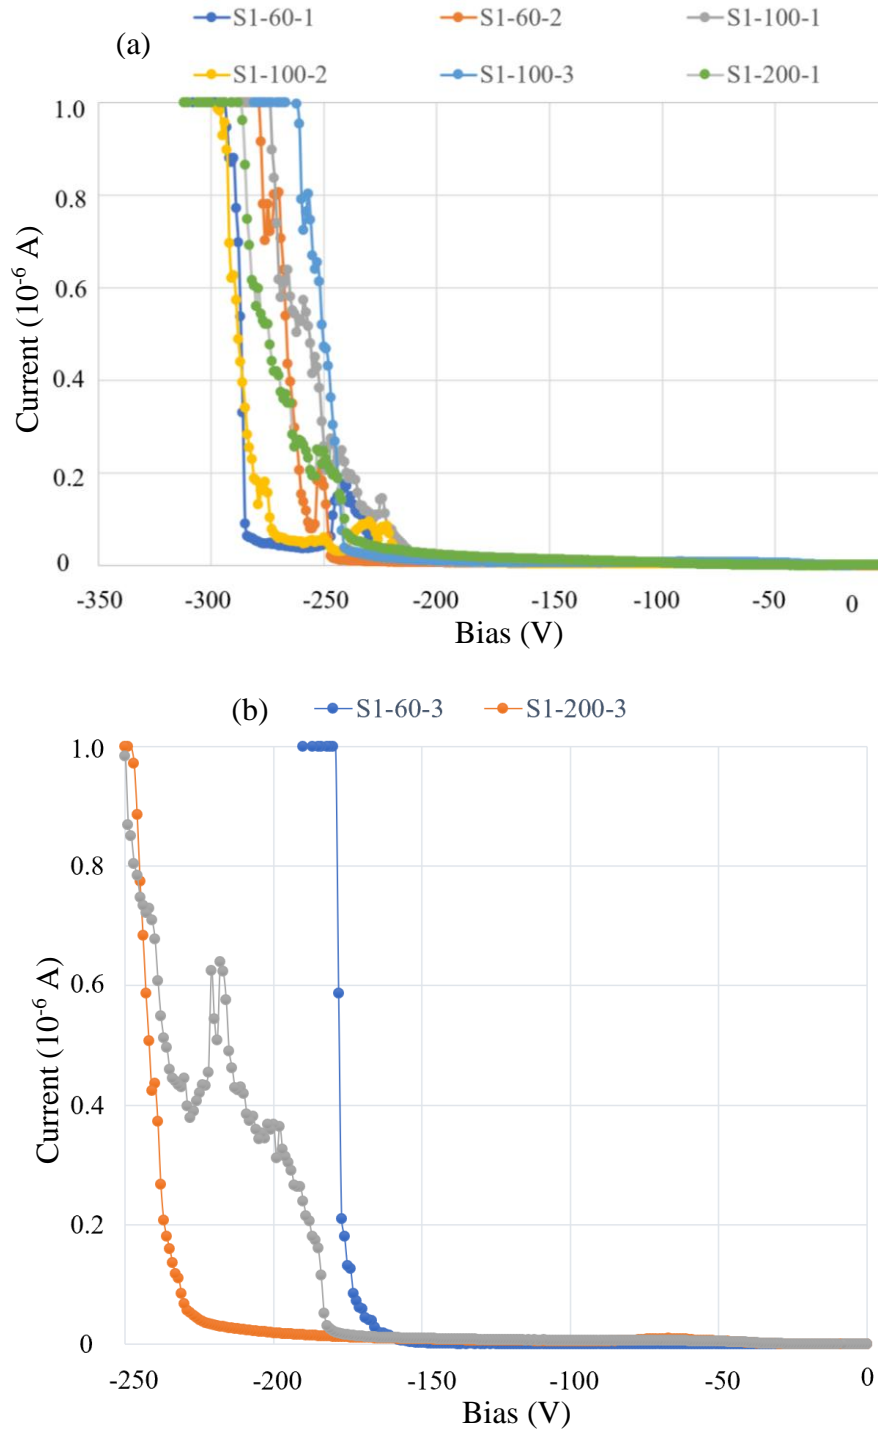 (a)
S1-60-1 S1-60-2 S1-100-1
S1-100-2 S1-100-3 S1-200-1
1.0
0.8
0.6
0.4
0.2
0
Current (10⁻⁶ A)
-350 -300 -250 -200 -150 -100 -50 0
Bias (V)
(b) S1-60-3 S1-200-3
1.0
0.8
0.6
0.4
0.2
0
Current (10⁻⁶ A)
-250 -200 -150 -100 -50 0
Bias (V)